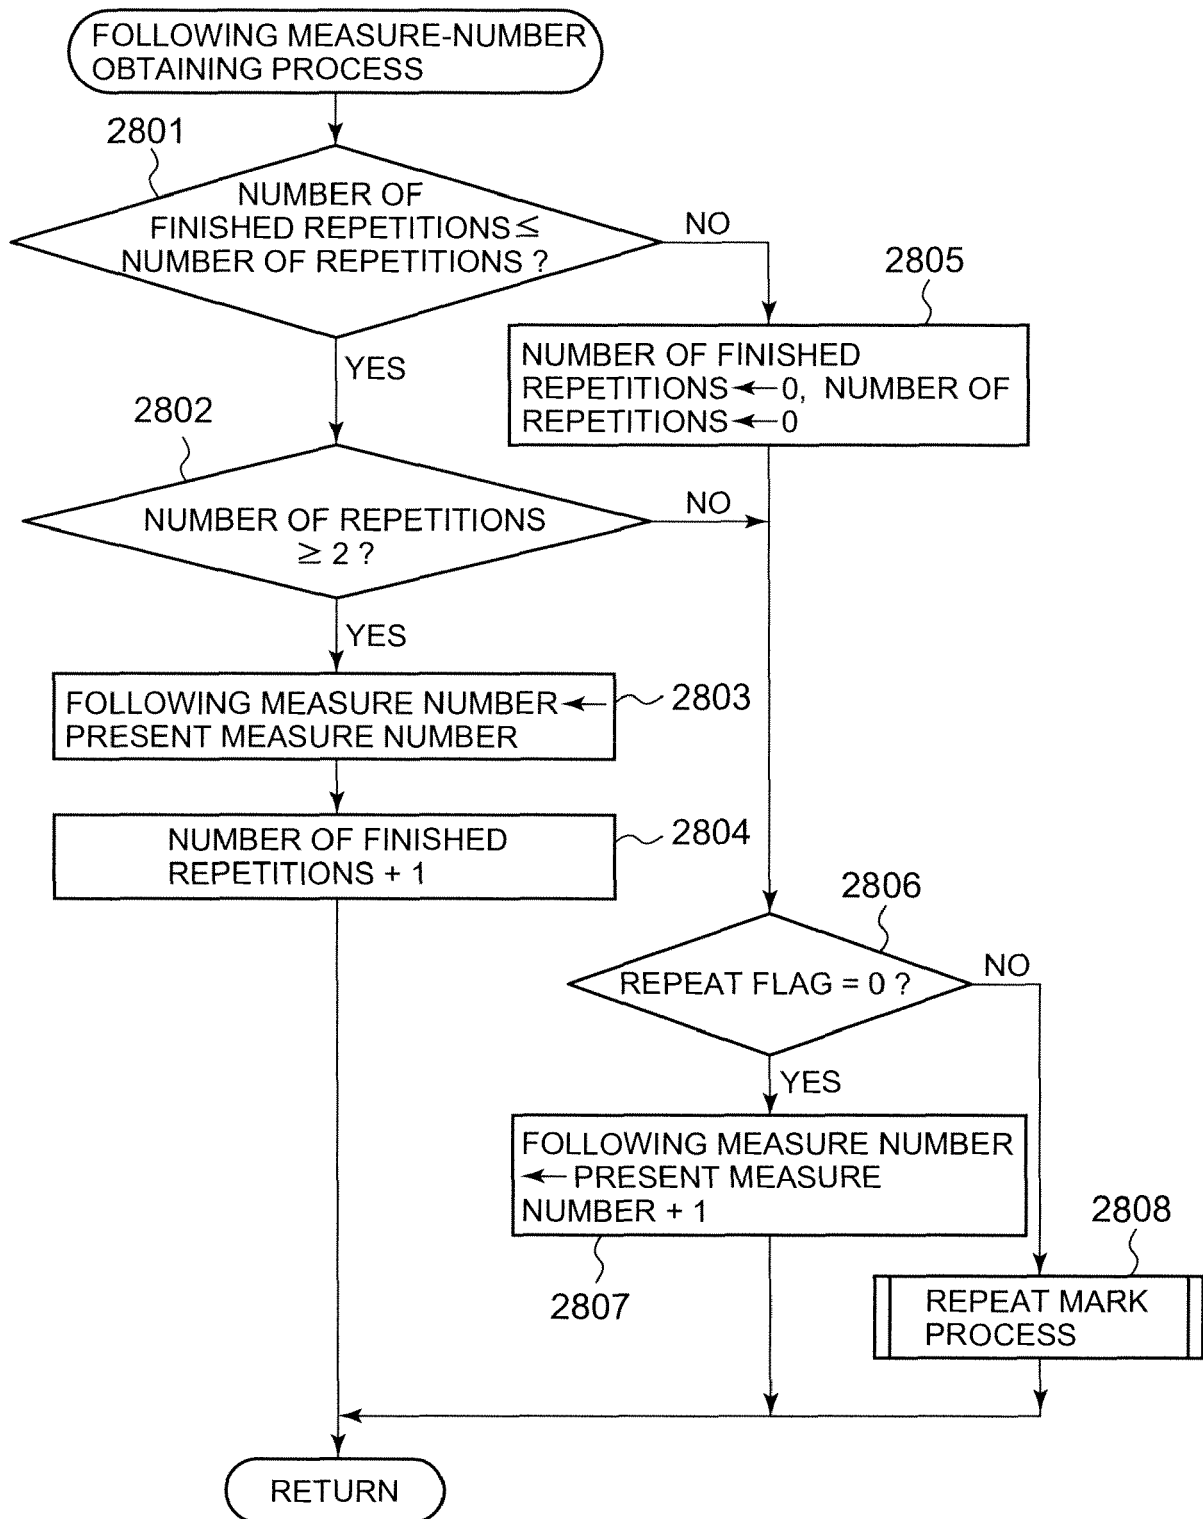 FOLLOWING MEASURE-NUMBER
OBTAINING PROCESS
2801
NUMBER OF
FINISHED REPETITIONS ≤
NUMBER OF REPETITIONS ?
NO
YES
2805
NUMBER OF FINISHED
REPETITIONS ← 0, NUMBER OF
REPETITIONS ← 0
2802
NUMBER OF REPETITIONS
≥ 2 ?
NO
YES
FOLLOWING MEASURE NUMBER ←
PRESENT MEASURE NUMBER
2803
NUMBER OF FINISHED
REPETITIONS + 1
2804
2806
REPEAT FLAG = 0 ?
NO
YES
FOLLOWING MEASURE NUMBER
← PRESENT MEASURE
NUMBER + 1
2807
2808
REPEAT MARK
PROCESS
RETURN